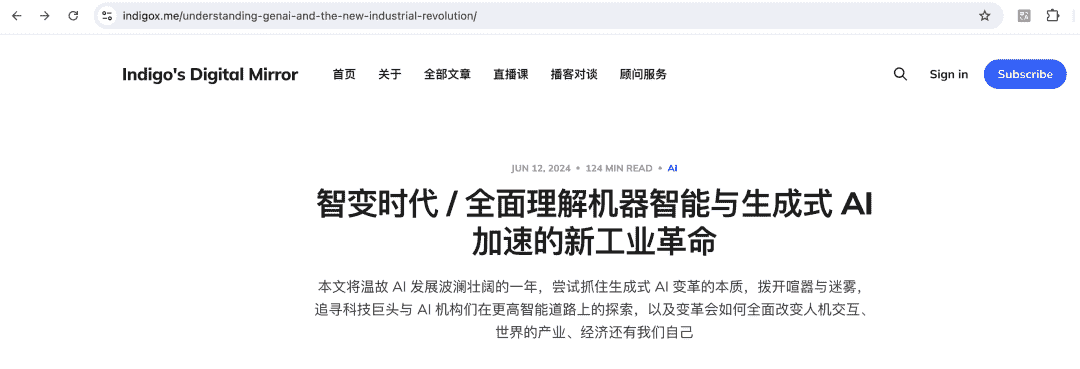 indigox.me/understanding-genai-and-the-new-industrial-revolution/
Indigo's Digital Mirror 首页 关于 全部文章 直播课 播客对谈 顾问服务 Sign in Subscribe
JUN 12, 2024 • 124 MIN READ • AI
智变时代 / 全面理解机器智能与生成式 AI
加速的新工业革命
本文将温故 AI 发展波澜壮阔的一年，尝试抓住生成式 AI 变革的本质，拨开喧嚣与迷雾，
追寻科技巨头与 AI 机构们在更高智能道路上的探索，以及变革会如何全面改变人机交互、
世界的产业、经济还有我们自己